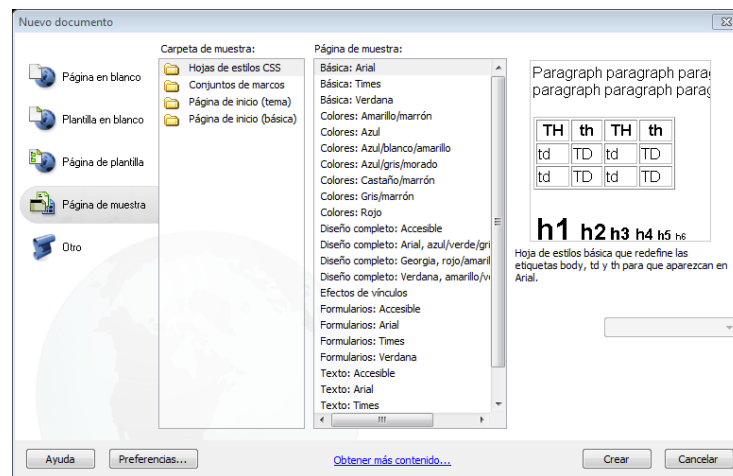 Nuevo documento
Carpeta de muestra:
Página de muestra:
Página en blanco
Plantilla en blanco
Página de plantilla
Página de muestra
Otro
Hojas de estilos CSS
Conjuntos de marcos
Página de inicio (tema)
Página de inicio (básica)
Básica: Arial
Básica: Times
Básica: Verdana
Colores: Amarillo/marrón
Colores: Azul
Colores: Azul/blanco/amarillo
Colores: Azul/gris/morado
Colores: Castaño/marrón
Colores: Gris/marrón
Colores: Rojo
Diseño completo: Accesible
Diseño completo: Arial, azul/verde/gri
Diseño completo: Georgia, rojo/amaril
Diseño completo: Verdana, amarillo/v
Efectos de vínculos
Formularios: Accesible
Formularios: Arial
Formularios: Times
Formularios: Verdana
Texto: Accesible
Texto: Arial
Texto: Times
Paragraph paragraph para
paragraph paragraph parag
TH th TH th
td TD td TD
td TD td TD
h1 h2 h3 h4 h5 h6
Hoja de estilos básica que redefine las
etiquetas body, td y th para que aparezcan en
Arial.
Ayuda
Preferencias...
Obtener más contenido...
Crear
Cancelar